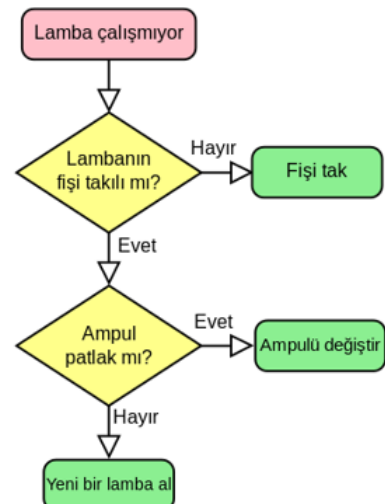 Lamba çalışmıyor
Lambanın
fişi takılı mı?
Hayır
Fişi tak
Evet
Ampul
patlak mı?
Evet
Ampulü değiştir
Hayır
Yeni bir lamba al